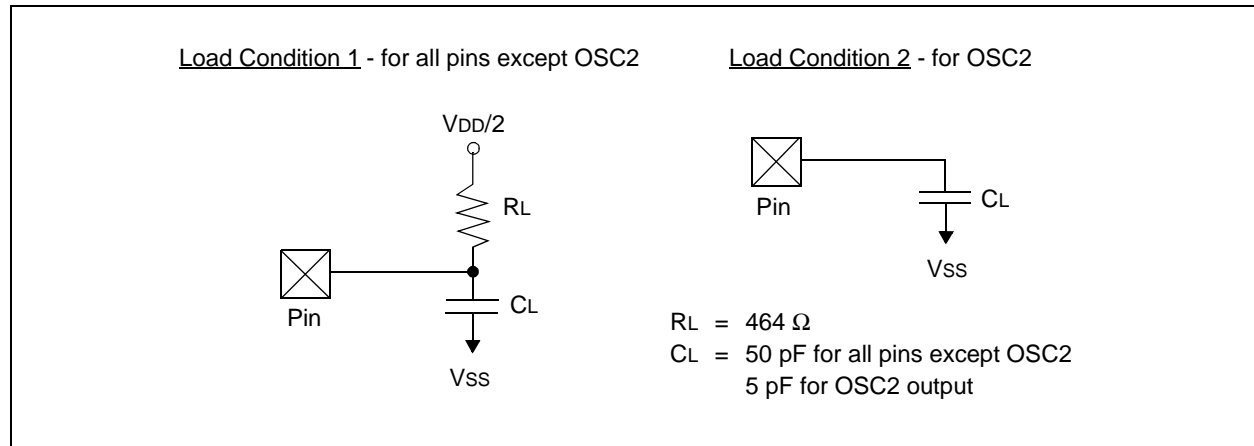 Load Condition 1 - for all pins except OSC2
VDD/2
RL
Pin
CL
VSS
Load Condition 2 - for OSC2
Pin
CL
VSS
RL = 464 Ω
CL = 50 pF for all pins except OSC2
5 pF for OSC2 output